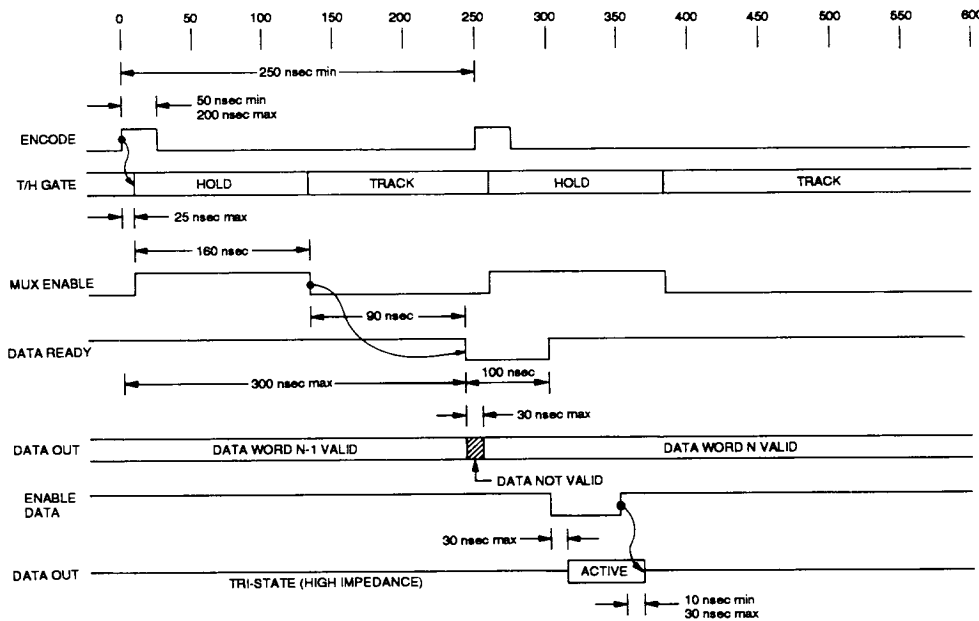 0 50 100 150 200 250 300 350 400 450 500 600
250 nsec min
50 nsec min
200 nsec max
ENCODE
T/H GATE HOLD TRACK HOLD TRACK
25 nsec max
160 nsec
MUX ENABLE
90 nsec
DATA READY
100 nsec
300 nsec max
30 nsec max
DATA OUT DATA WORD N-1 VALID DATA WORD N VALID
DATA NOT VALID
ENABLE
DATA
30 nsec max
DATA OUT TRI-STATE (HIGH IMPEDANCE) ACTIVE
10 nsec min
30 nsec max